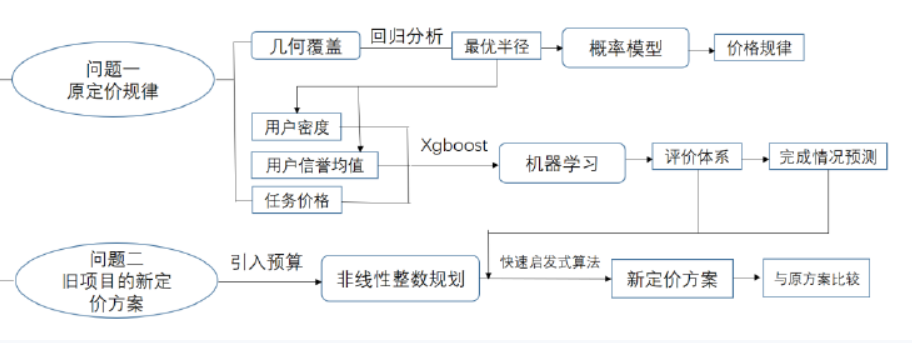 问题一
原定价规律
几何覆盖
回归分析
最优半径
概率模型
价格规律
用户密度
用户信誉均值
任务价格
Xgboost
机器学习
评价体系
完成情况预测
问题二
旧项目的新定
价方案
引入预算
非线性整数规划
快速启发式算法
新定价方案
与原方案比较